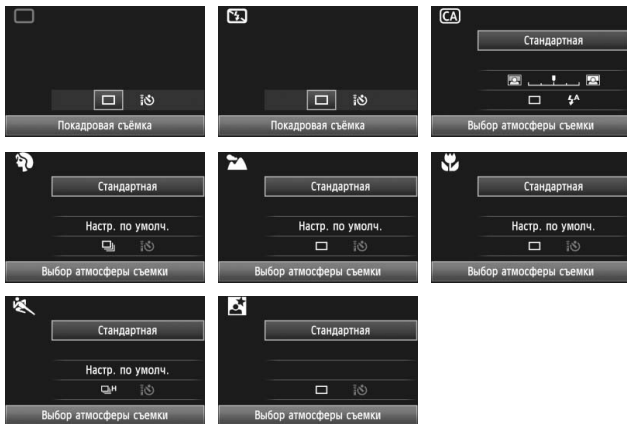 CA
Стандартная
A
Покадровая съёмка
Покадровая съёмка
Выбор атмосферы съемки
Стандартная
Настр. по умолч.
Выбор атмосферы съемки
Стандартная
Настр. по умолч.
Выбор атмосферы съемки
Стандартная
Настр. по умолч.
Выбор атмосферы съемки
Стандартная
Настр. по умолч.
H
Выбор атмосферы съемки
Стандартная
Выбор атмосферы съемки